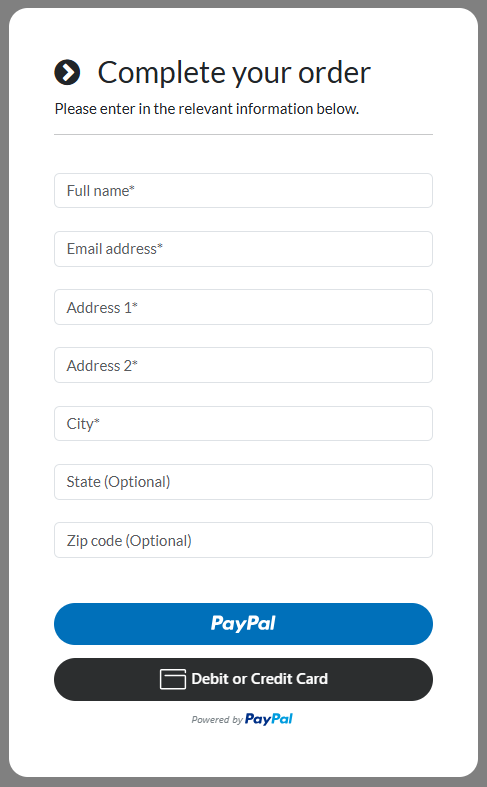 Complete your order
Please enter in the relevant information below.
Full name*
Email address*
Address 1*
Address 2*
City*
State (Optional)
Zip code (Optional)
PayPal
Debit or Credit Card
Powered by PayPal